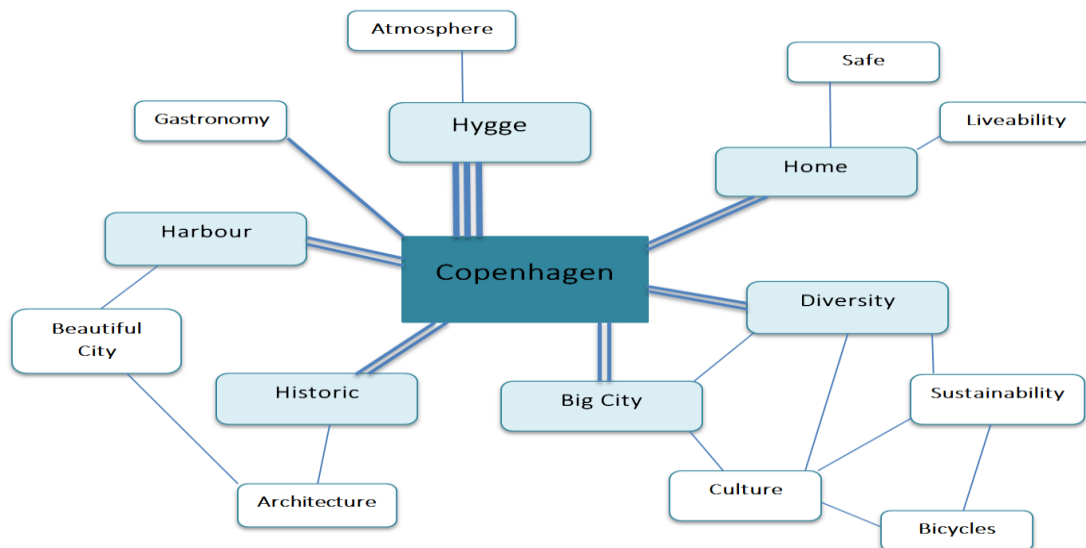 Atmosphere
Safe
Gastronomy
Hygge
Liveability
Home
Harbour
Copenhagen
Diversity
Beautiful
City
Historic
Big City
Sustainability
Culture
Architecture
Bicycles